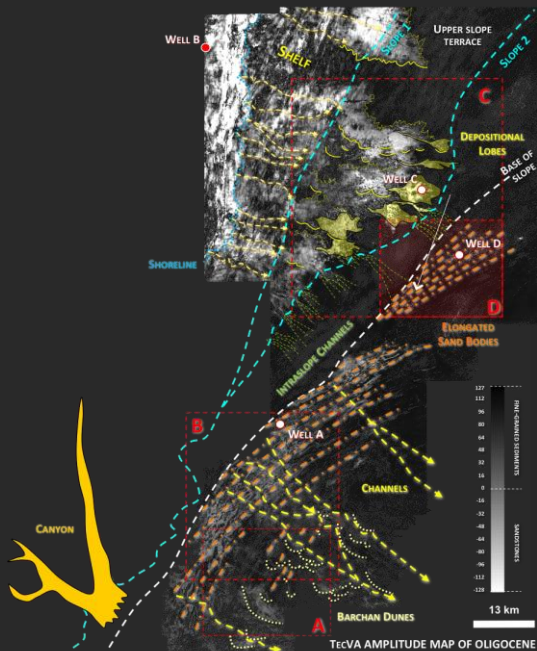 UPPER SLOPE
TERRACE
WELL B
SHELF
SLOPE 1
SLOPE 2
C
DEPOSITIONAL
LOBES
BASE OF
SLOPE
WELL C
WELL D
SHORELINE
D
ELONGATED
SAND BODIES
INTRASLOPE CHANNELS
B
WELL A
CHANNELS
CANYON
A
BARCHAN DUNES
127
112
96
80
64
48
32
16
0
-16
-32
-48
-64
-80
-96
-112
-128
FINE-GRAINED SEDIMENTS
SANDSTONES
13 km
TECVA AMPLITUDE MAP OF OLIGOCENE